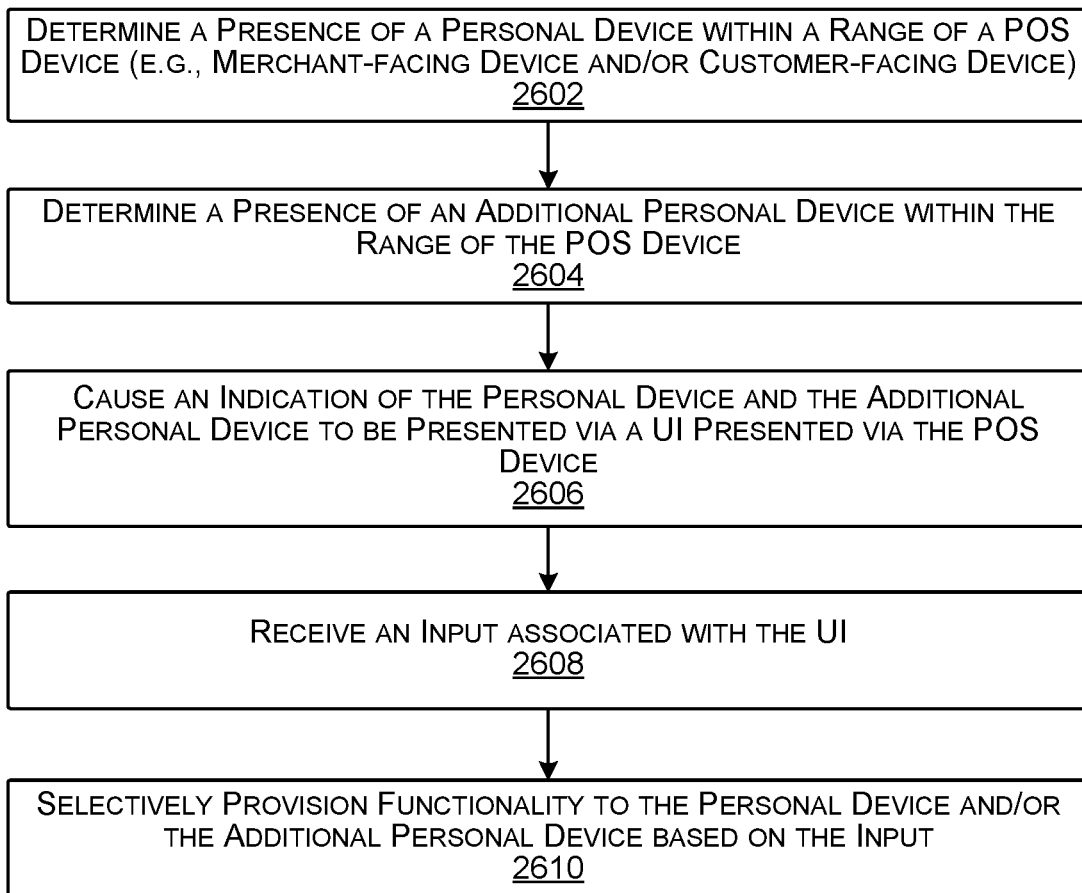 DETERMINE A PRESENCE OF A PERSONAL DEVICE WITHIN A RANGE OF A POS
DEVICE (E.G., MERCHANT-FACING DEVICE AND/OR CUSTOMER-FACING DEVICE)
2602
DETERMINE A PRESENCE OF AN ADDITIONAL PERSONAL DEVICE WITHIN THE
RANGE OF THE POS DEVICE
2604
CAUSE AN INDICATION OF THE PERSONAL DEVICE AND THE ADDITIONAL
PERSONAL DEVICE TO BE PRESENTED VIA A UI PRESENTED VIA THE POS
DEVICE
2606
RECEIVE AN INPUT ASSOCIATED WITH THE UI
2608
SELECTIVELY PROVISION FUNCTIONALITY TO THE PERSONAL DEVICE AND/OR
THE ADDITIONAL PERSONAL DEVICE BASED ON THE INPUT
2610